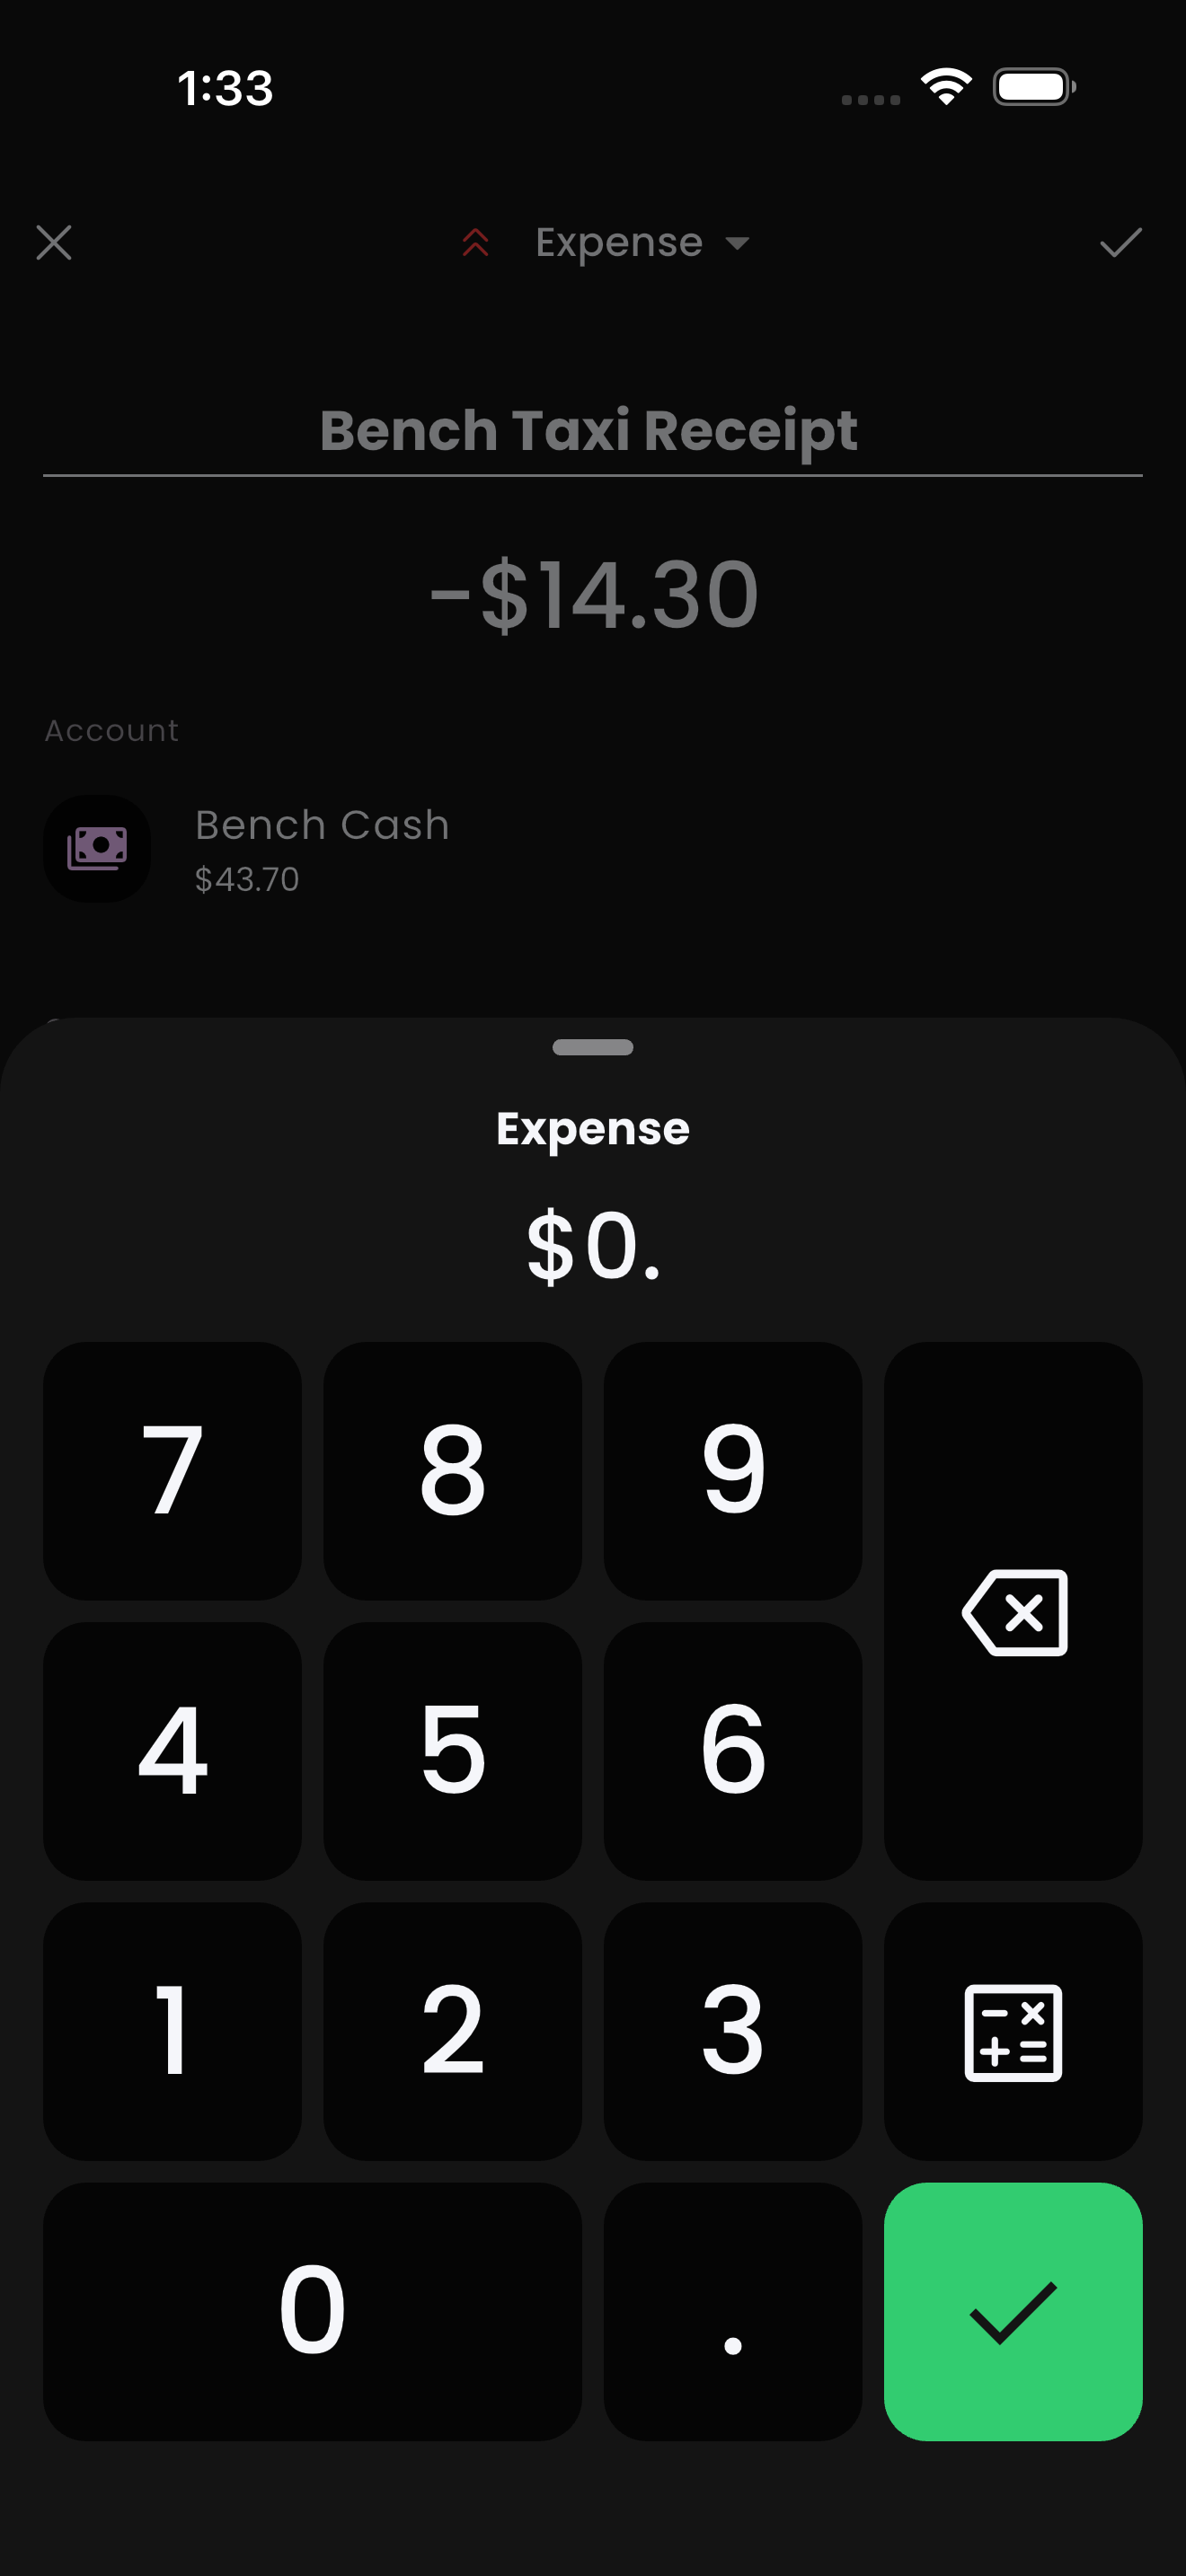 1:33
Expense
Bench Taxi Receipt
-$14.30
Account
Bench Cash
$43.70
Expense
$0.
7 8 9
4 5 6
1 2 3
0 .